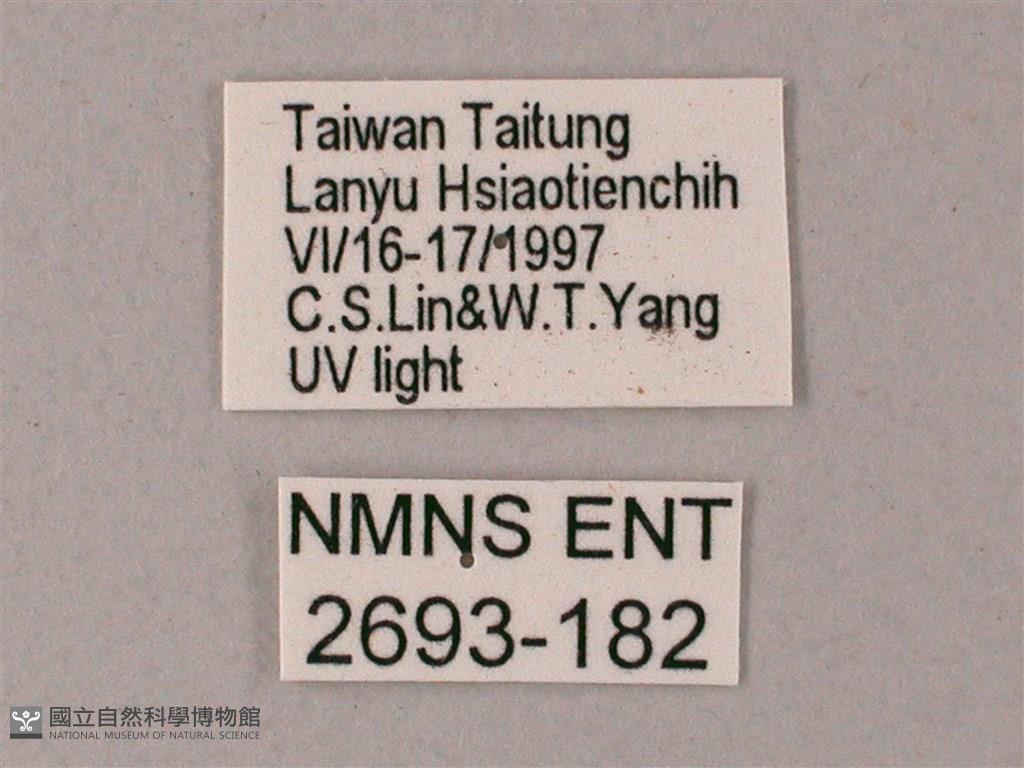 Taiwan Taitung
Lanyu Hsiaotienchih
VI/16-17/1997
C.S.Lin&W.T.Yang
UV light
NMNS ENT
2693-182
國立自然科學博物館
NATIONAL MUSEUM OF NATURAL SCIENCE